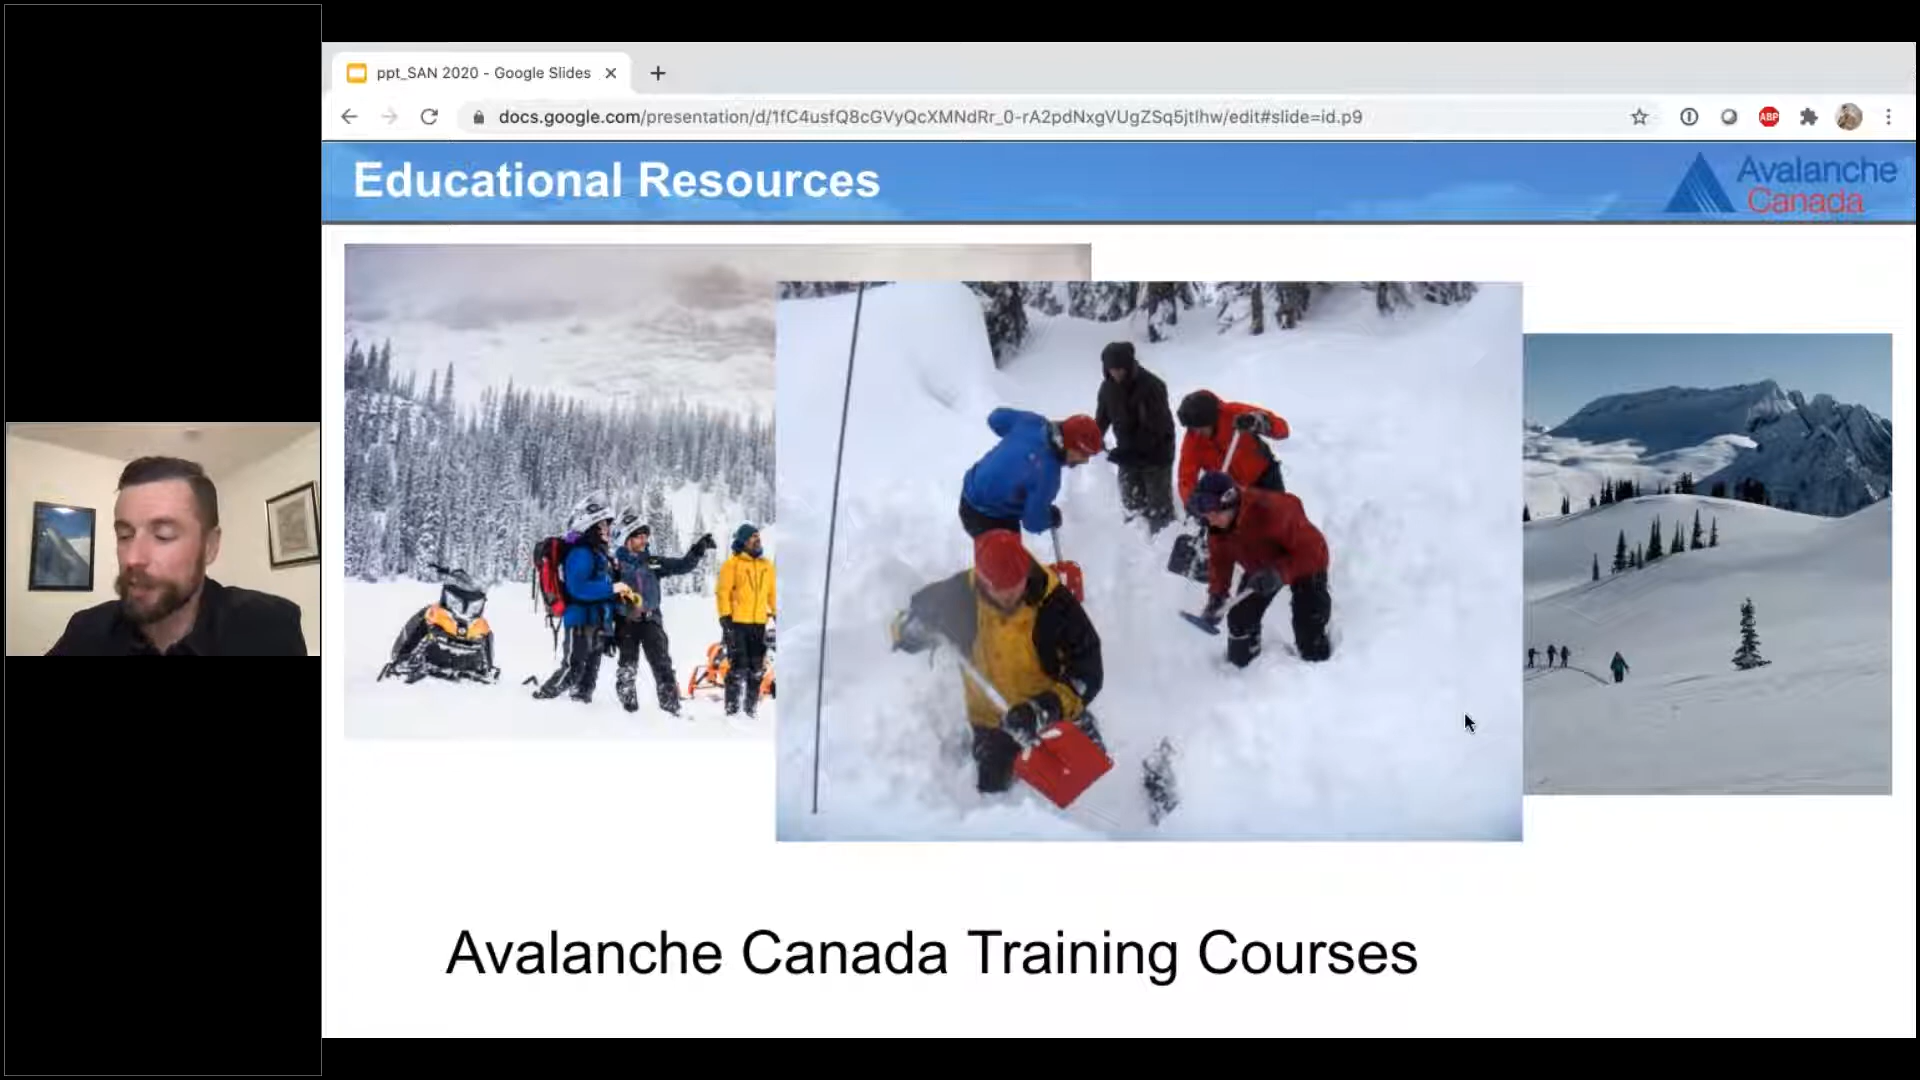 ppt_SAN 2020 - Google Slides
docs.google.com/presentation/d/1fC4usfQ8cGVyQcXMNdRr_0-rA2pdNxgVUgZSq5jtlhw/edit#slide=id.p9
ABP
Educational Resources
Avalanche
Canada
Avalanche Canada Training Courses